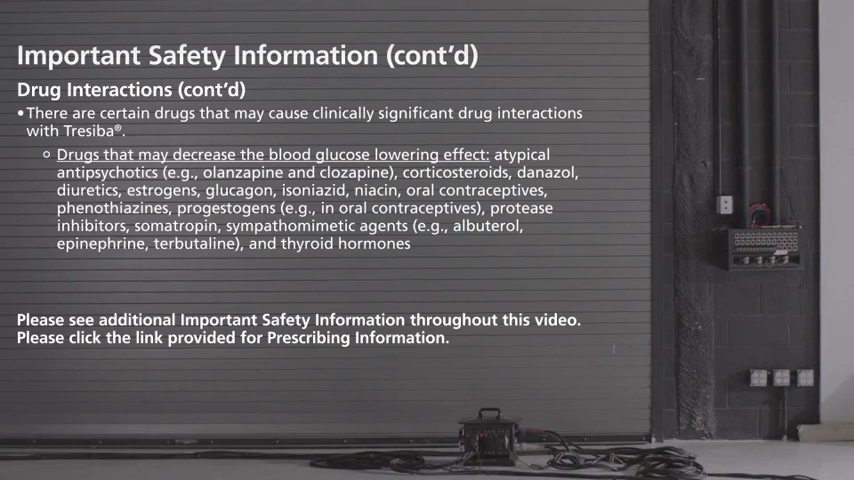 Important Safety Information (cont’d)
Drug Interactions (cont’d)
• There are certain drugs that may cause clinically significant drug interactions
with Tresiba®.
○ Drugs that may decrease the blood glucose lowering effect: atypical
antipsychotics (e.g., olanzapine and clozapine), corticosteroids, danazol,
diuretics, estrogens, glucagon, isoniazid, niacin, oral contraceptives,
phenothiazines, progestogens (e.g., in oral contraceptives), protease
inhibitors, somatropin, sympathomimetic agents (e.g., albuterol,
epinephrine, terbutaline), and thyroid hormones
Please see additional Important Safety Information throughout this video.
Please click the link provided for Prescribing Information.